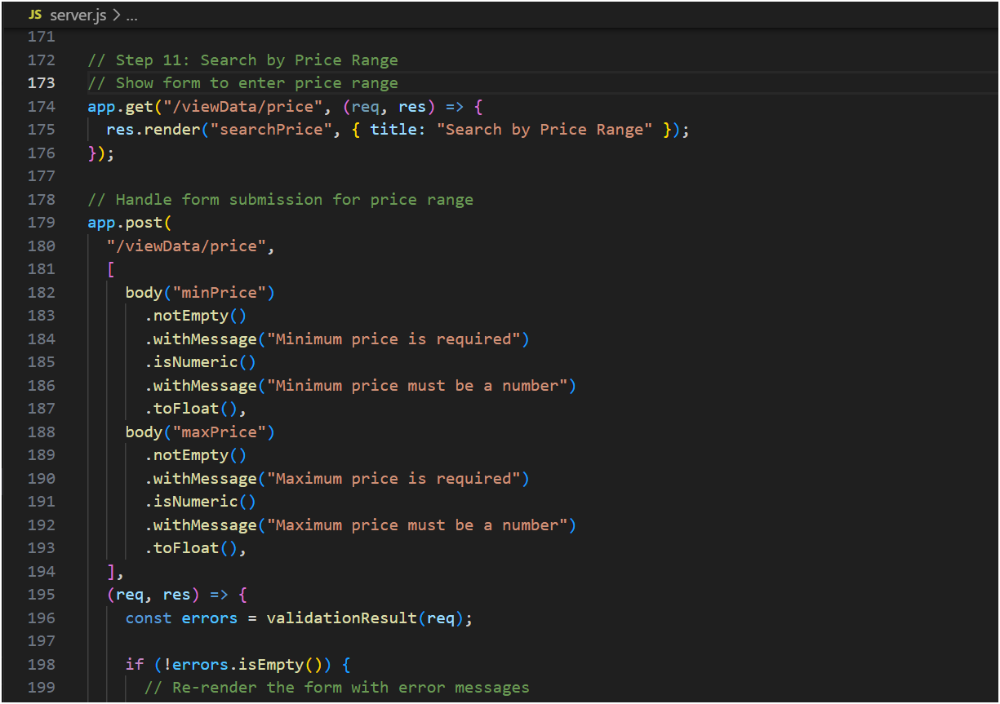 JS server.js > ...
171
172 // Step 11: Search by Price Range
173 // Show form to enter price range
174 app.get("/viewData/price", (req, res) => {
175   res.render("searchPrice", { title: "Search by Price Range" });
176 });
177
178 // Handle form submission for price range
179 app.post(
180   "/viewData/price",
181   [
182     body("minPrice")
183       .notEmpty()
184       .withMessage("Minimum price is required")
185       .isNumeric()
186       .withMessage("Minimum price must be a number")
187       .toFloat(),
188     body("maxPrice")
189       .notEmpty()
190       .withMessage("Maximum price is required")
191       .isNumeric()
192       .withMessage("Maximum price must be a number")
193       .toFloat(),
194   ],
195   (req, res) => {
196     const errors = validationResult(req);
197
198     if (!errors.isEmpty()) {
199       // Re-render the form with error messages